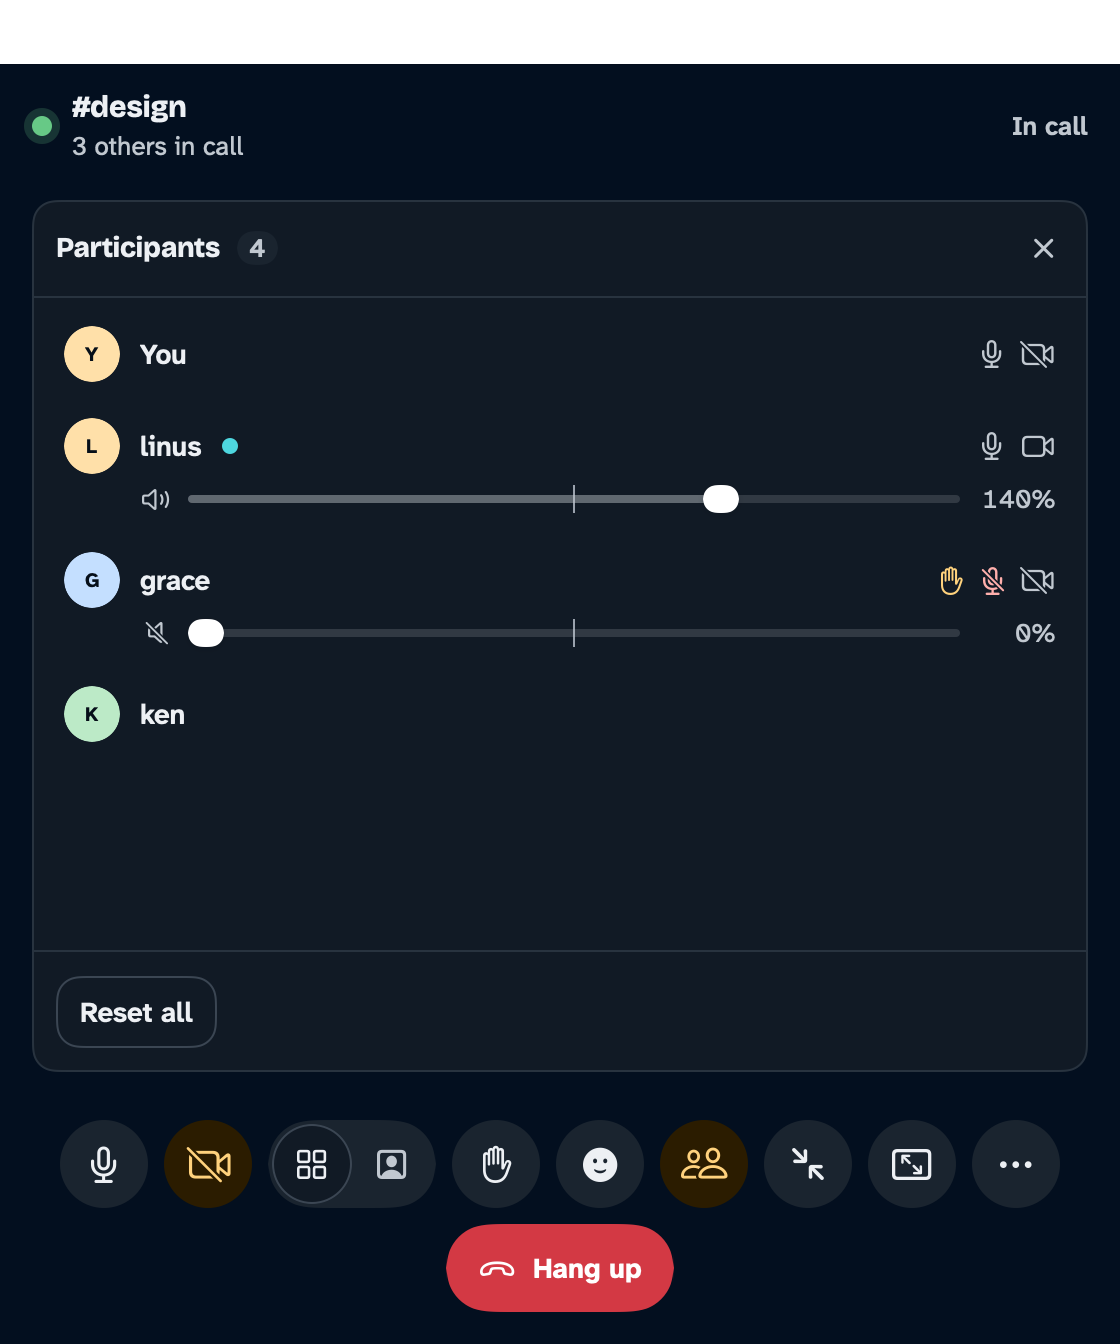 #design
3 others in call
In call
Participants 4
Y You
L linus
140%
G grace
0%
K ken
Reset all
Hang up